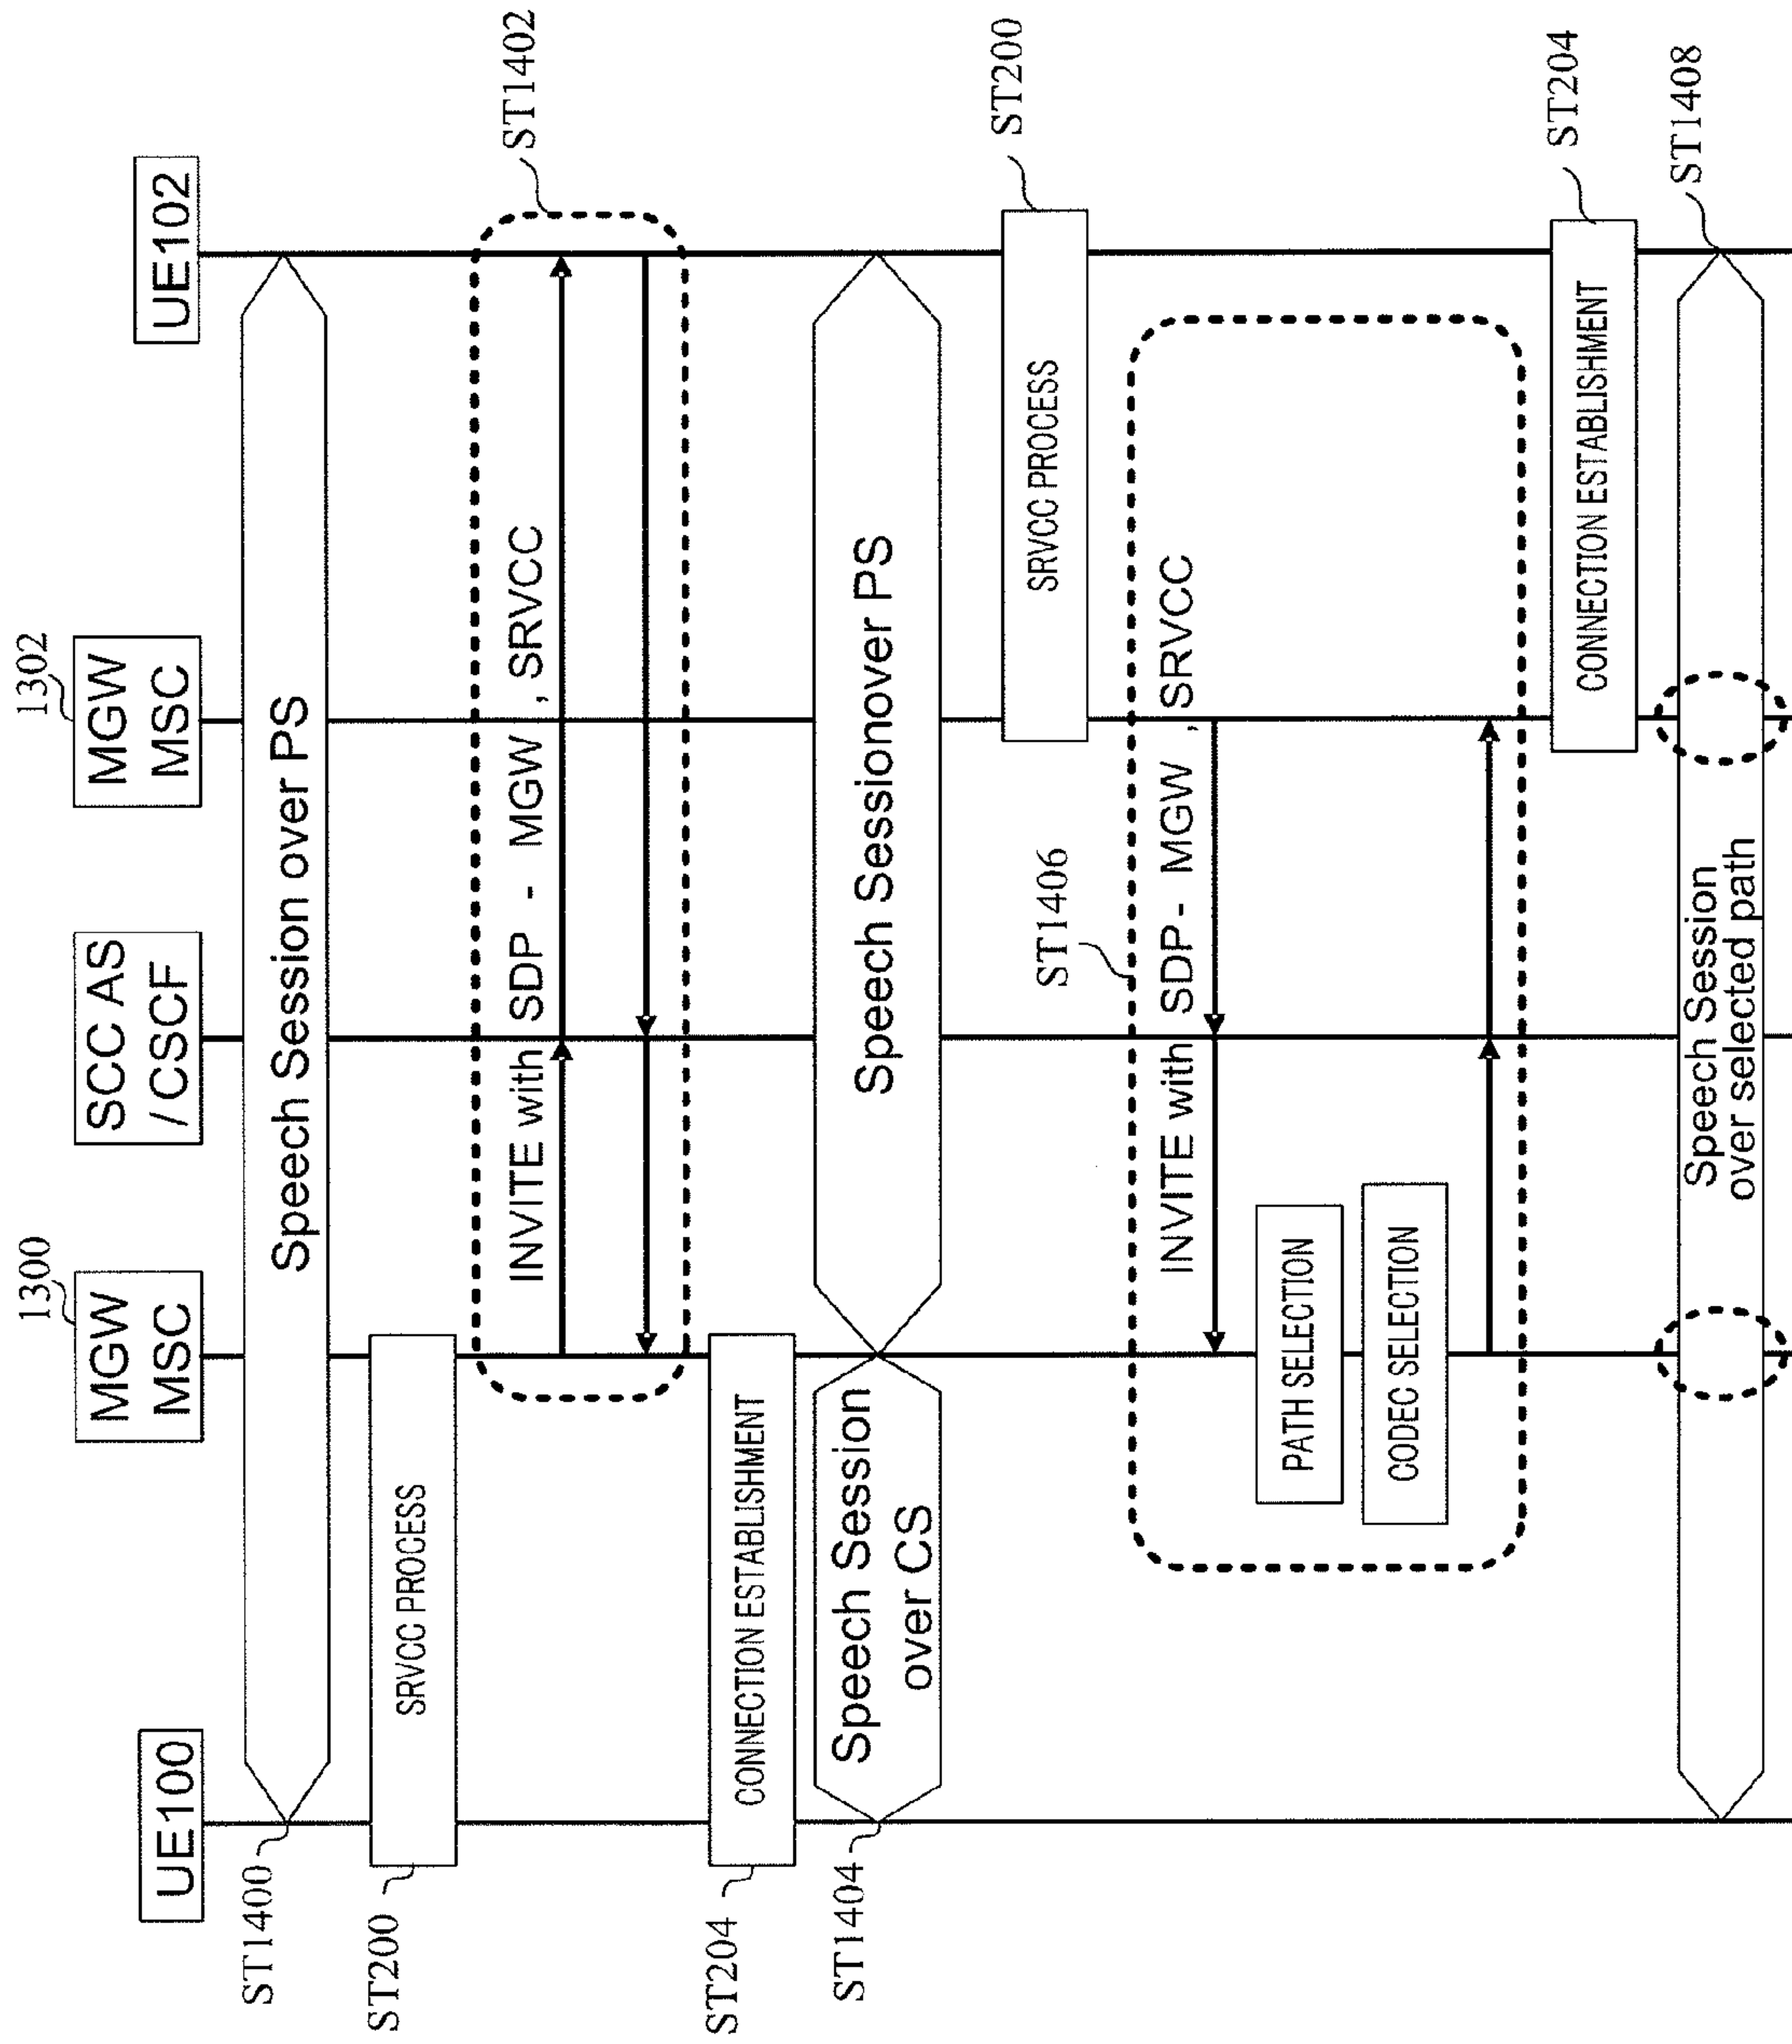 UE100
1300
MGW
MSC
SCC AS
/ CSCF
1302
MGW
MSC
UE102
ST1400
Speech Session over PS
ST200
SRVCC PROCESS
ST1402
INVITE with SDP - MGW , SRVCC
ST204
CONNECTION ESTABLISHMENT
ST1404
Speech Session
over CS
Speech Sessionover PS
SRVCC PROCESS
ST200
ST1406
INVITE with SDP - MGW , SRVCC
PATH SELECTION
CODEC SELECTION
CONNECTION ESTABLISHMENT
ST204
Speech Session
over selected path
ST1408